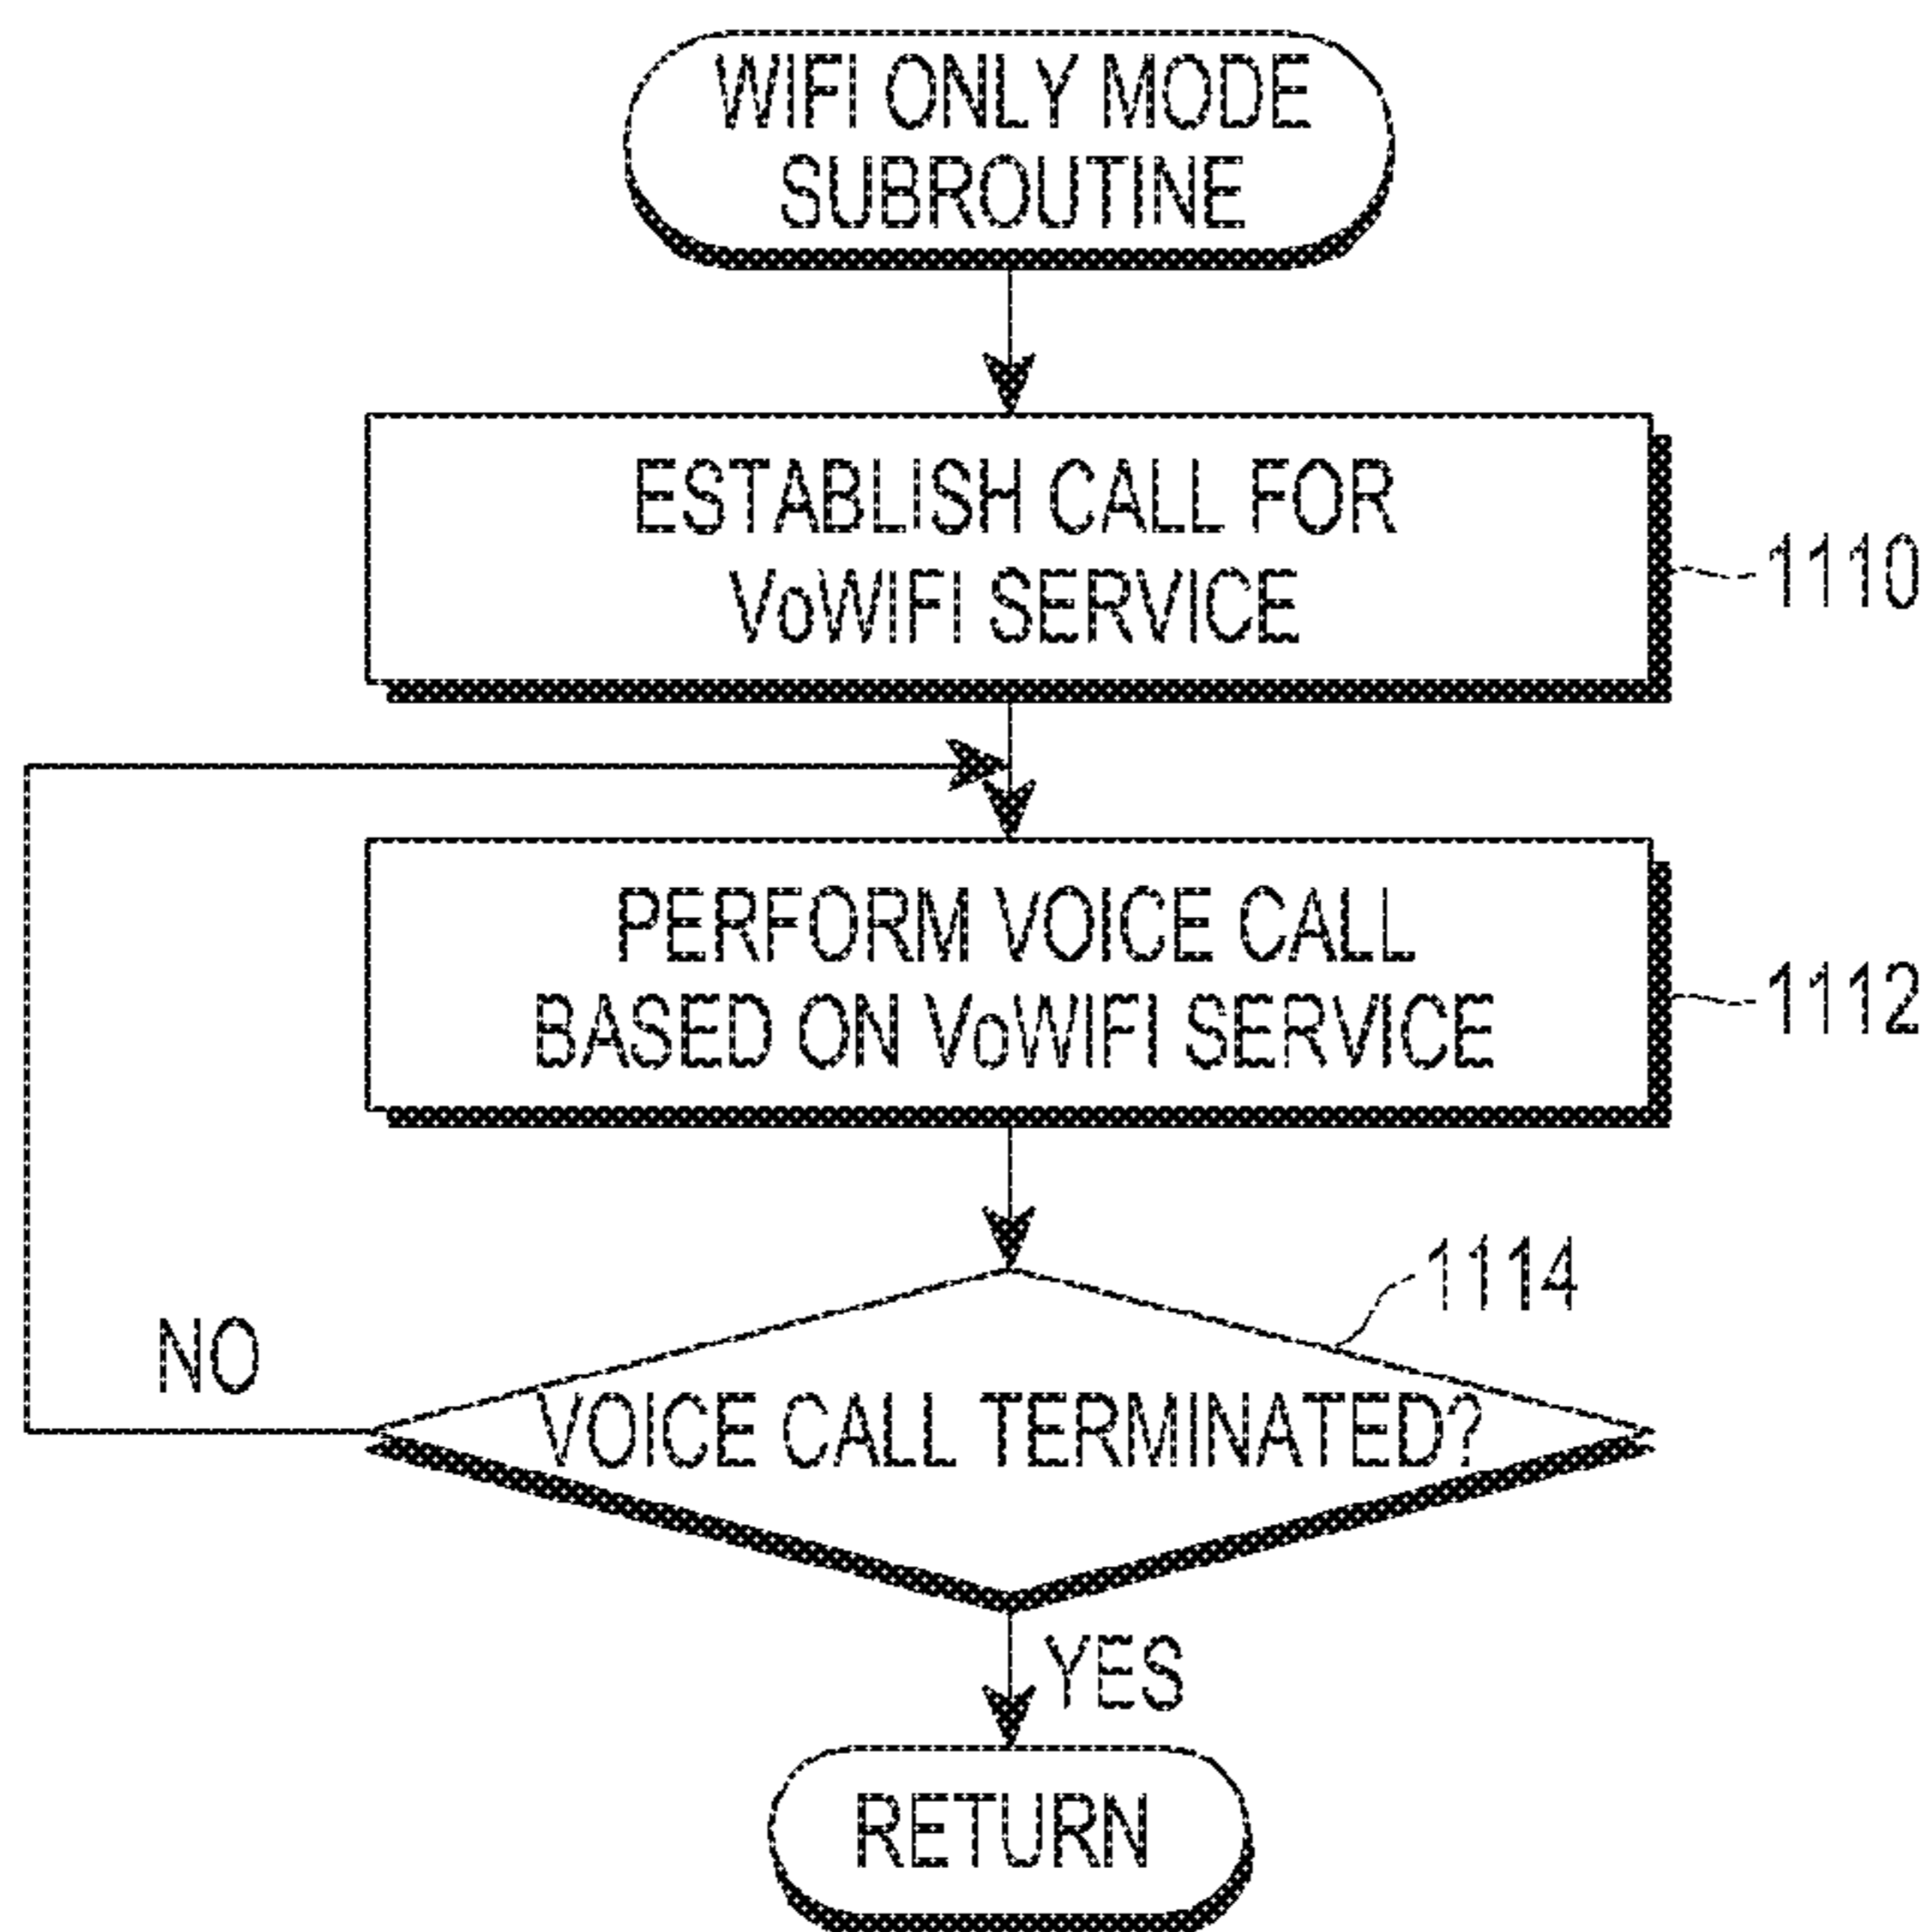 WIFI ONLY MODE
SUBROUTINE
ESTABLISH CALL FOR
VoWIFI SERVICE
1110
PERFORM VOICE CALL
BASED ON VoWIFI SERVICE
1112
1114
NO
VOICE CALL TERMINATED?
YES
RETURN